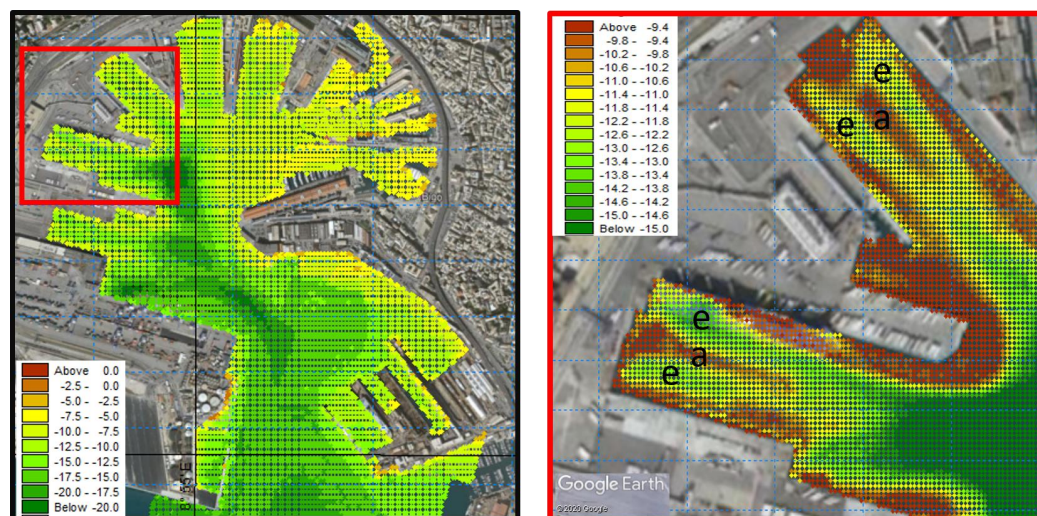 Above 0.0
-2.5 - 0.0
-5.0 - -2.5
-7.5 - -5.0
-10.0 - -7.5
-12.5 - -10.0
-15.0 - -12.5
-17.5 - -15.0
-20.0 - -17.5
Below -20.0
Above -9.4
-9.8 - -9.4
-10.2 - -9.8
-10.6 - -10.2
-11.0 - -10.6
-11.4 - -11.0
-11.8 - -11.4
-12.2 - -11.8
-12.6 - -12.2
-13.0 - -12.6
-13.4 - -13.0
-13.8 - -13.4
-14.2 - -13.8
-14.6 - -14.2
-15.0 - -14.6
Below -15.0
e
a
e
e
a
e
Google Earth
©2020 Google